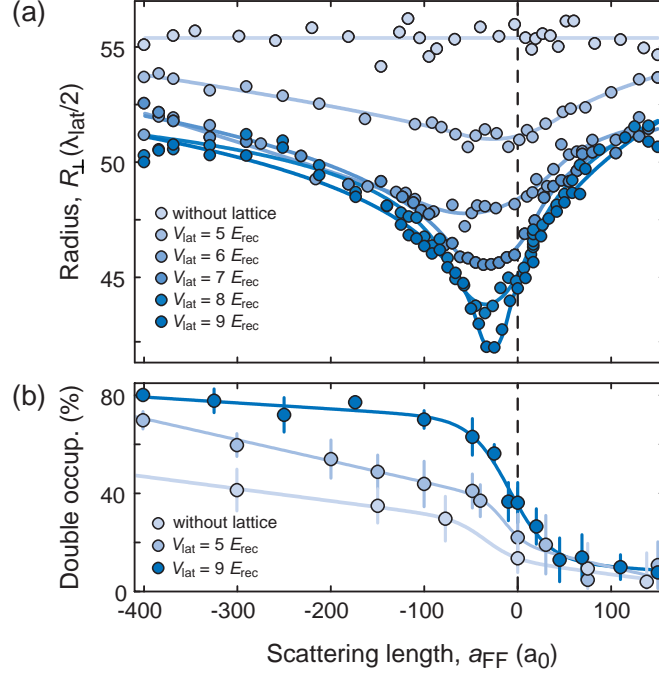 (a)
55
50
45
Radius, R⊥(λlat/2)
without lattice
Vlat = 5 Erec
Vlat = 6 Erec
Vlat = 7 Erec
Vlat = 8 Erec
Vlat = 9 Erec
(b)
80
40
0
Double occup. (%)
without lattice
Vlat = 5 Erec
Vlat = 9 Erec
-400 -300 -200 -100 0 100
Scattering length, aFF (a0)